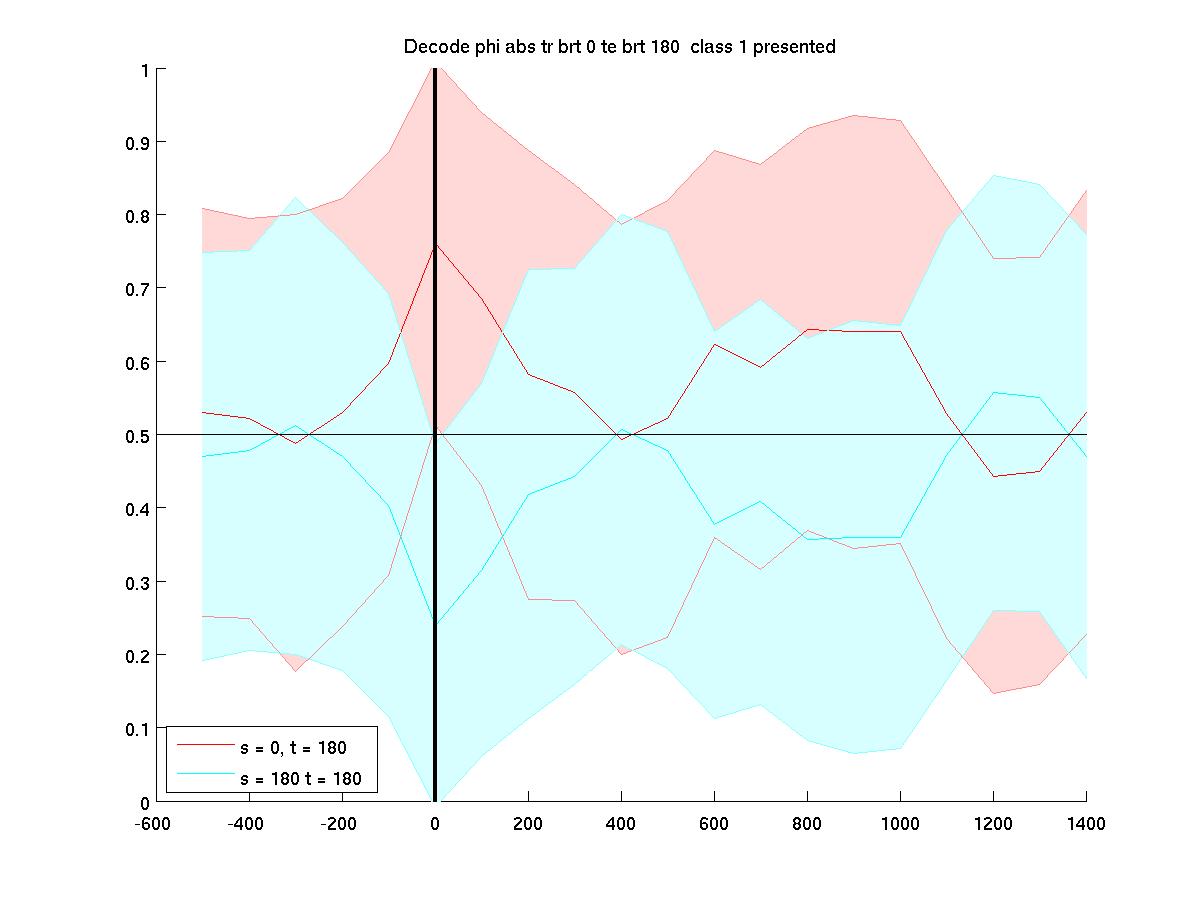 Decode phi abs tr brt 0 te brt 180  class 1 presented
1
0.9
0.8
0.7
0.6
0.5
0.4
0.3
0.2
0.1
0
s = 0, t = 180
s = 180 t = 180
-600 -400 -200 0 200 400 600 800 1000 1200 1400